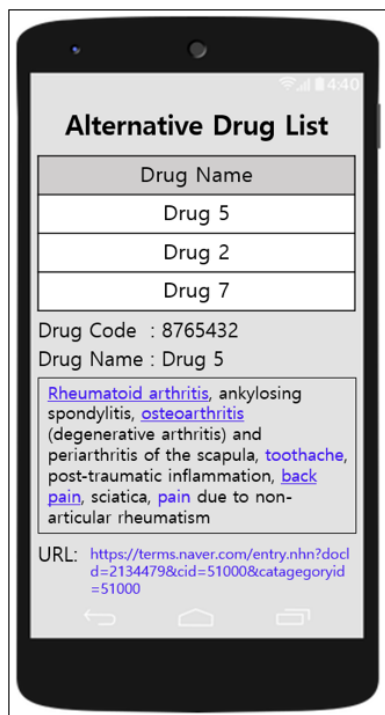 4:40
Alternative Drug List
Drug Name
Drug 5
Drug 2
Drug 7
Drug Code : 8765432
Drug Name : Drug 5
Rheumatoid arthritis, ankylosing
spondylitis, osteoarthritis
(degenerative arthritis) and
periarthritis of the scapula, toothache,
post-traumatic inflammation, back
pain, sciatica, pain due to non-
articular rheumatism
URL: https://terms.naver.com/entry.nhn?docI
d=2134479&cid=51000&catagegoryid
=51000